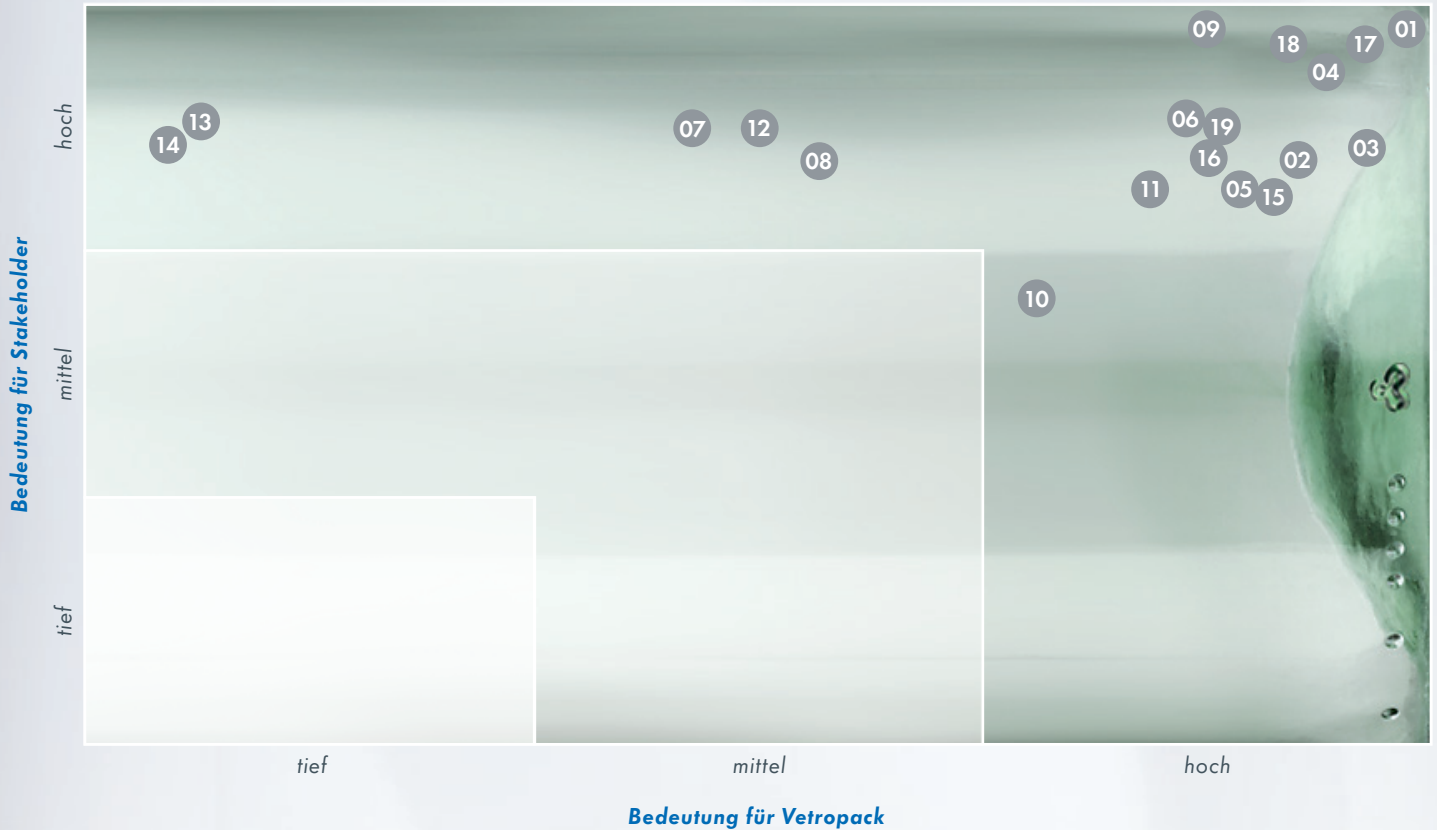 09
01
18
17
04
hoch
13
07
12
06
19
14
08
16
02
03
11
05
15
Bedeutung für Stakeholder
10
mittel
tief
tief
mittel
hoch
Bedeutung für Vetropack